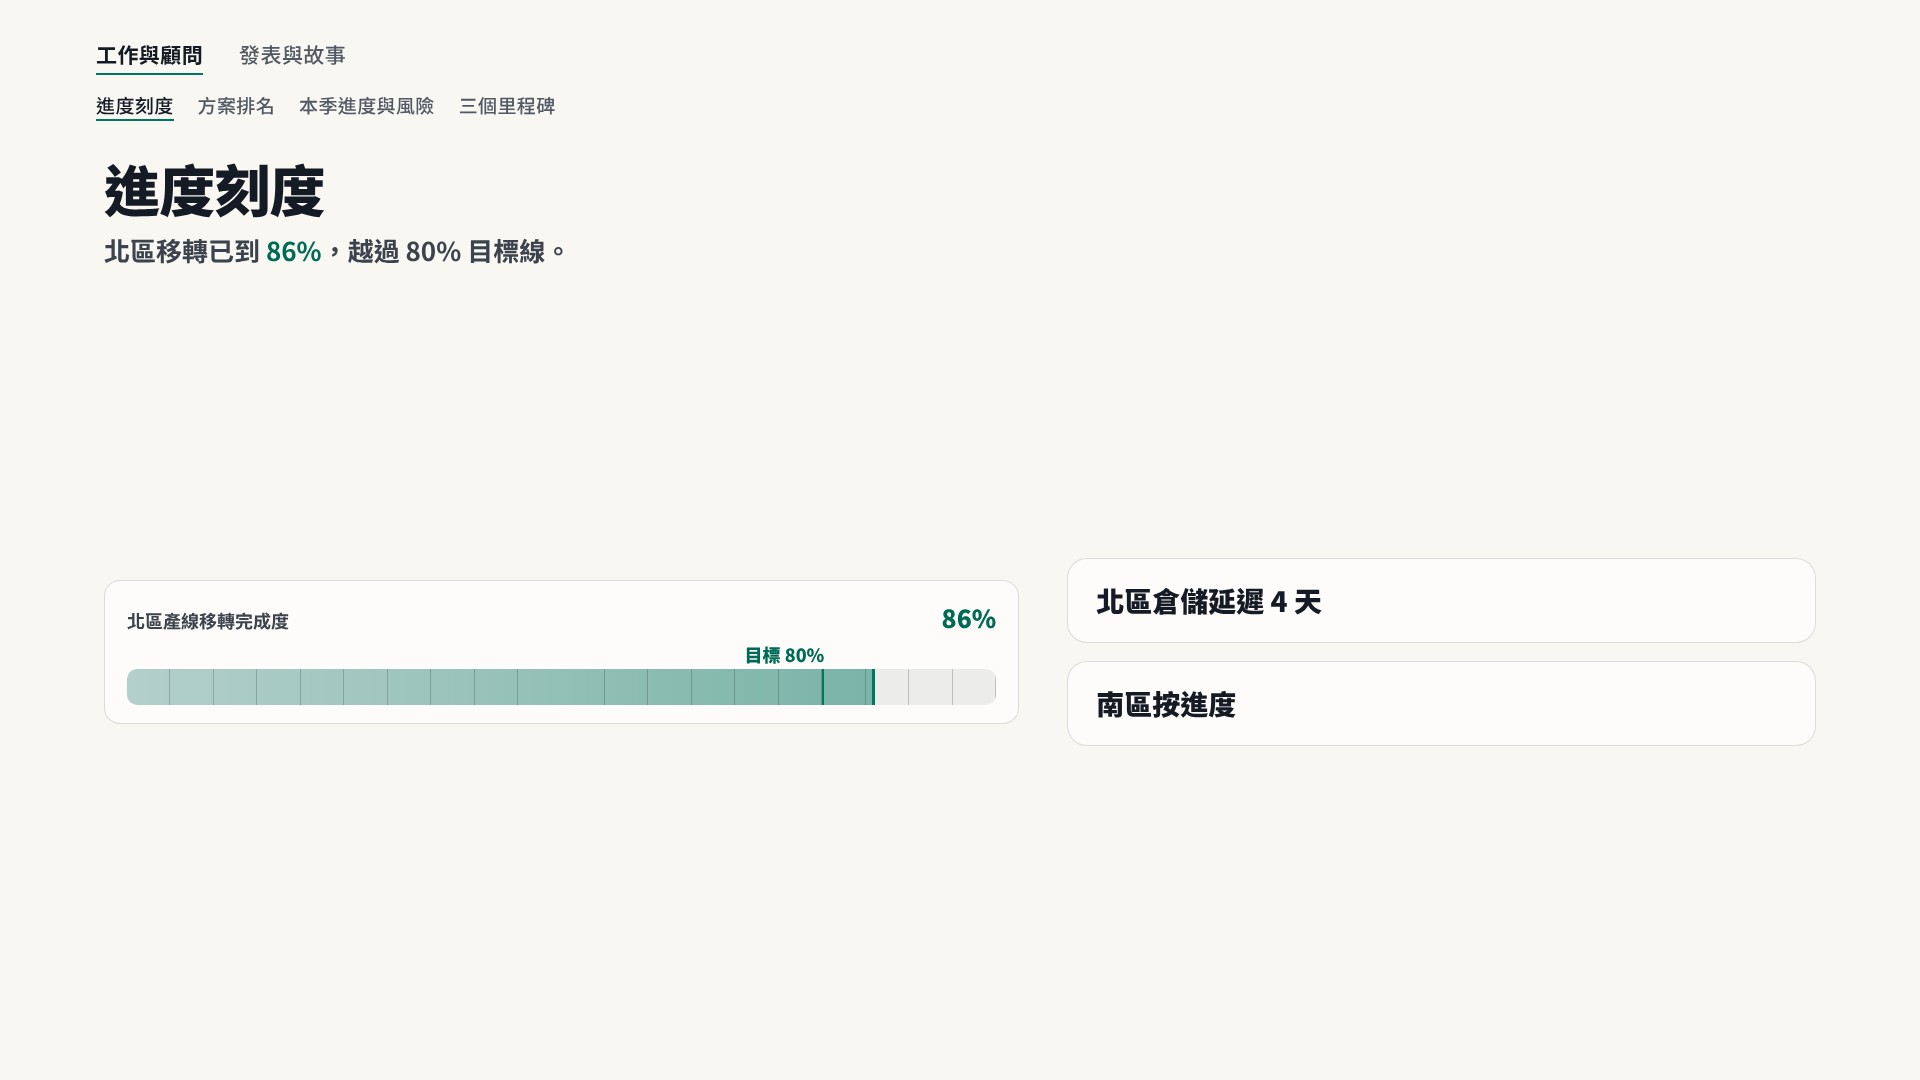 工作與顧問 發表與故事
進度刻度 方案排名 本季進度與風險 三個里程碑
進度刻度
北區移轉已到 86%，越過 80% 目標線。
北區產線移轉完成度 86%
目標 80%
北區倉儲延遲 4 天
南區按進度